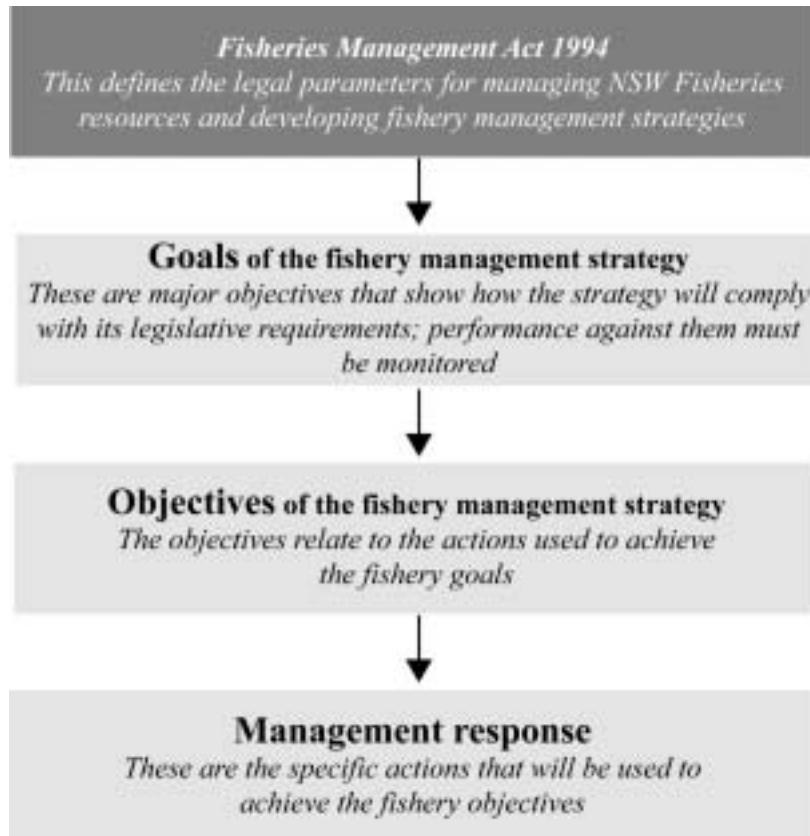 Fisheries Management Act 1994
This defines the legal parameters for managing NSW Fisheries
resources and developing fishery management strategies
Goals of the fishery management strategy
These are major objectives that show how the strategy will comply
with its legislative requirements; performance against them must
be monitored
Objectives of the fishery management strategy
The objectives relate to the actions used to achieve
the fishery goals
Management response
These are the specific actions that will be used to
achieve the fishery objectives